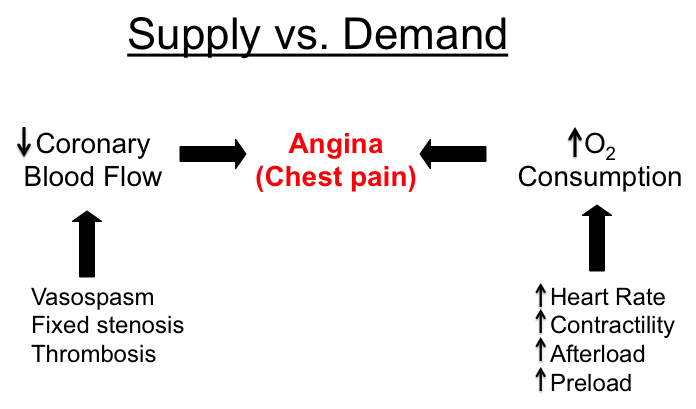 Supply vs. Demand
↓Coronary
Blood Flow
Angina
(Chest pain)
↑O₂
Consumption
Vasospasm
Fixed stenosis
Thrombosis
↑Heart Rate
↑Contractility
↑Afterload
↑Preload